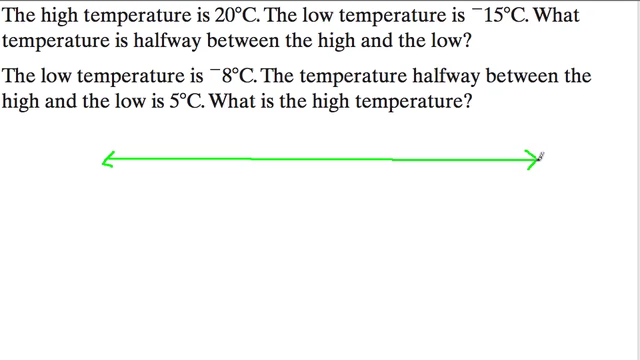 The high temperature is 20°C. The low temperature is ⁻15°C. What
temperature is halfway between the high and the low?
The low temperature is ⁻8°C. The temperature halfway between the
high and the low is 5°C. What is the high temperature?